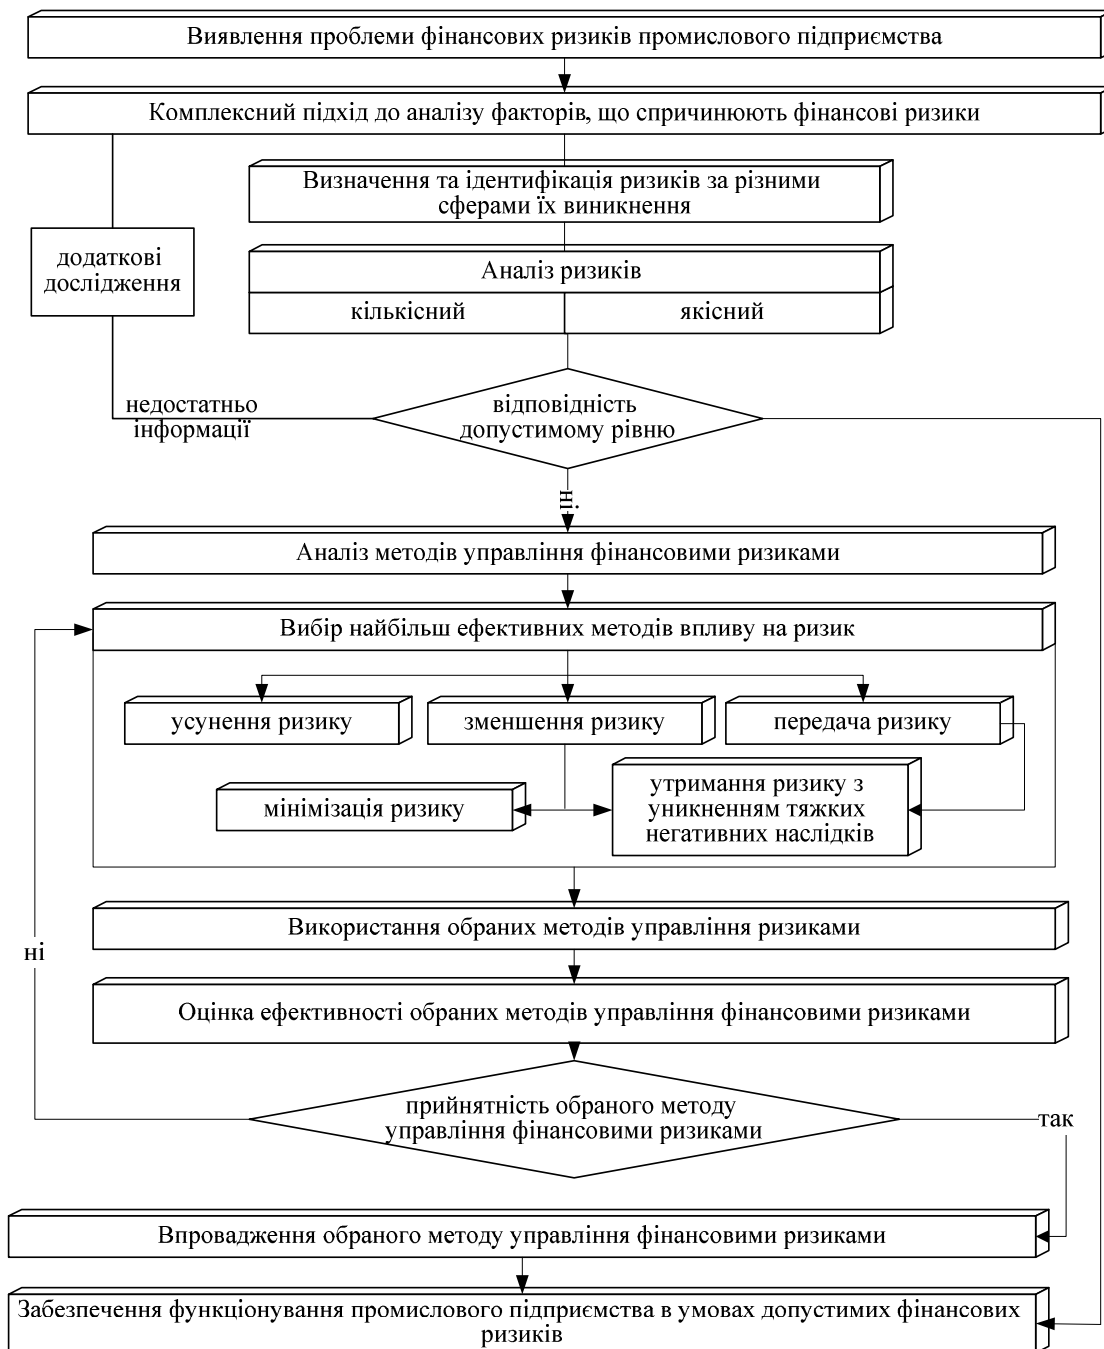 Виявлення проблеми фінансових ризиків промислового підприємства
Комплексний підхід до аналізу факторів, що спричинюють фінансові ризики
Визначення та ідентифікація ризиків за різними
сферами їх виникнення
додаткові
дослідження
Аналіз ризиків
кількісний
якісний
недостатньо
інформації
відповідність
допустимому рівню
ні
Аналіз методів управління фінансовими ризиками
Вибір найбільш ефективних методів впливу на ризик
усунення ризику
зменшення ризику
передача ризику
мінімізація ризику
утримання ризику з
уникненням тяжких
негативних наслідків
Використання обраних методів управління ризиками
ні
Оцінка ефективності обраних методів управління фінансовими ризиками
прийнятність обраного методу
управління фінансовими ризиками
так
Впровадження обраного методу управління фінансовими ризиками
Забезпечення функціонування промислового підприємства в умовах допустимих фінансових
ризиків